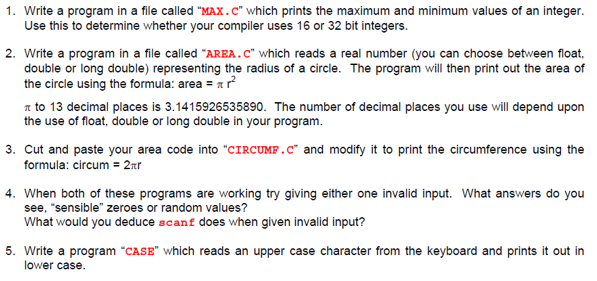 1. Write a program in a file called "MAX.C" which prints the maximum and minimum values of an integer.
Use this to determine whether your compiler uses 16 or 32 bit integers.
2. Write a program in a file called "AREA.C" which reads a real number (you can choose between float,
double or long double) representing the radius of a circle. The program will then print out the area of
the circle using the formula: area = π r²
π to 13 decimal places is 3.1415926535890. The number of decimal places you use will depend upon
the use of float, double or long double in your program.
3. Cut and paste your area code into "CIRCUMF.C" and modify it to print the circumference using the
formula: circum = 2πr
4. When both of these programs are working try giving either one invalid input. What answers do you
see, "sensible" zeroes or random values?
What would you deduce scanf does when given invalid input?
5. Write a program "CASE" which reads an upper case character from the keyboard and prints it out in
lower case.